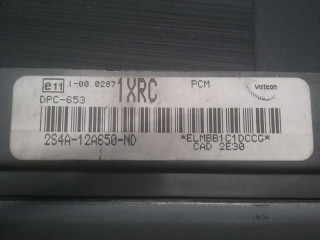 e11 1-00 0287 1XRC PCM Visteon
DPC-653
2S4A-12A650-ND *ELMBB1C1DCCG*
CAD 2E30